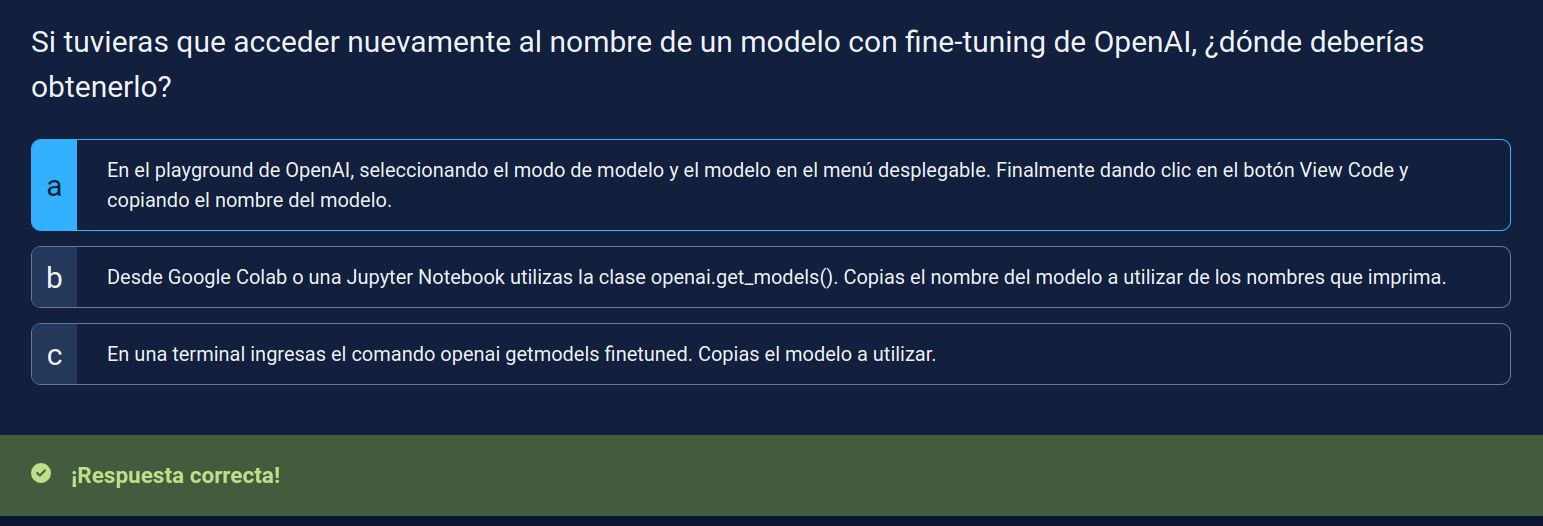 Si tuvieras que acceder nuevamente al nombre de un modelo con fine-tuning de OpenAI, ¿dónde deberías
obtenerlo?
a
En el playground de OpenAI, seleccionando el modo de modelo y el modelo en el menú desplegable. Finalmente dando clic en el botón View Code y
copiando el nombre del modelo.
b
Desde Google Colab o una Jupyter Notebook utilizas la clase openai.get_models(). Copias el nombre del modelo a utilizar de los nombres que imprima.
c
En una terminal ingresas el comando openai getmodels finetuned. Copias el modelo a utilizar.
¡Respuesta correcta!